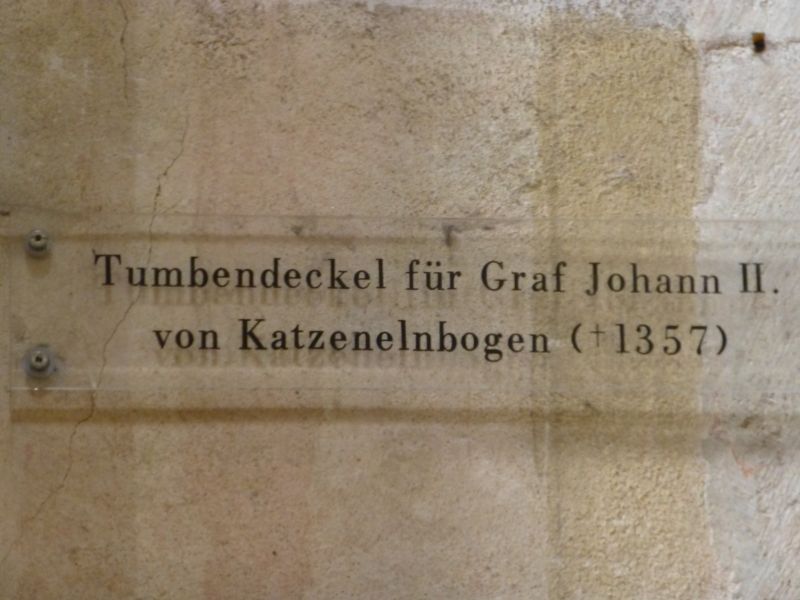 Tumbendeckel für Graf Johann II.
von Katzenelnbogen († 1357)